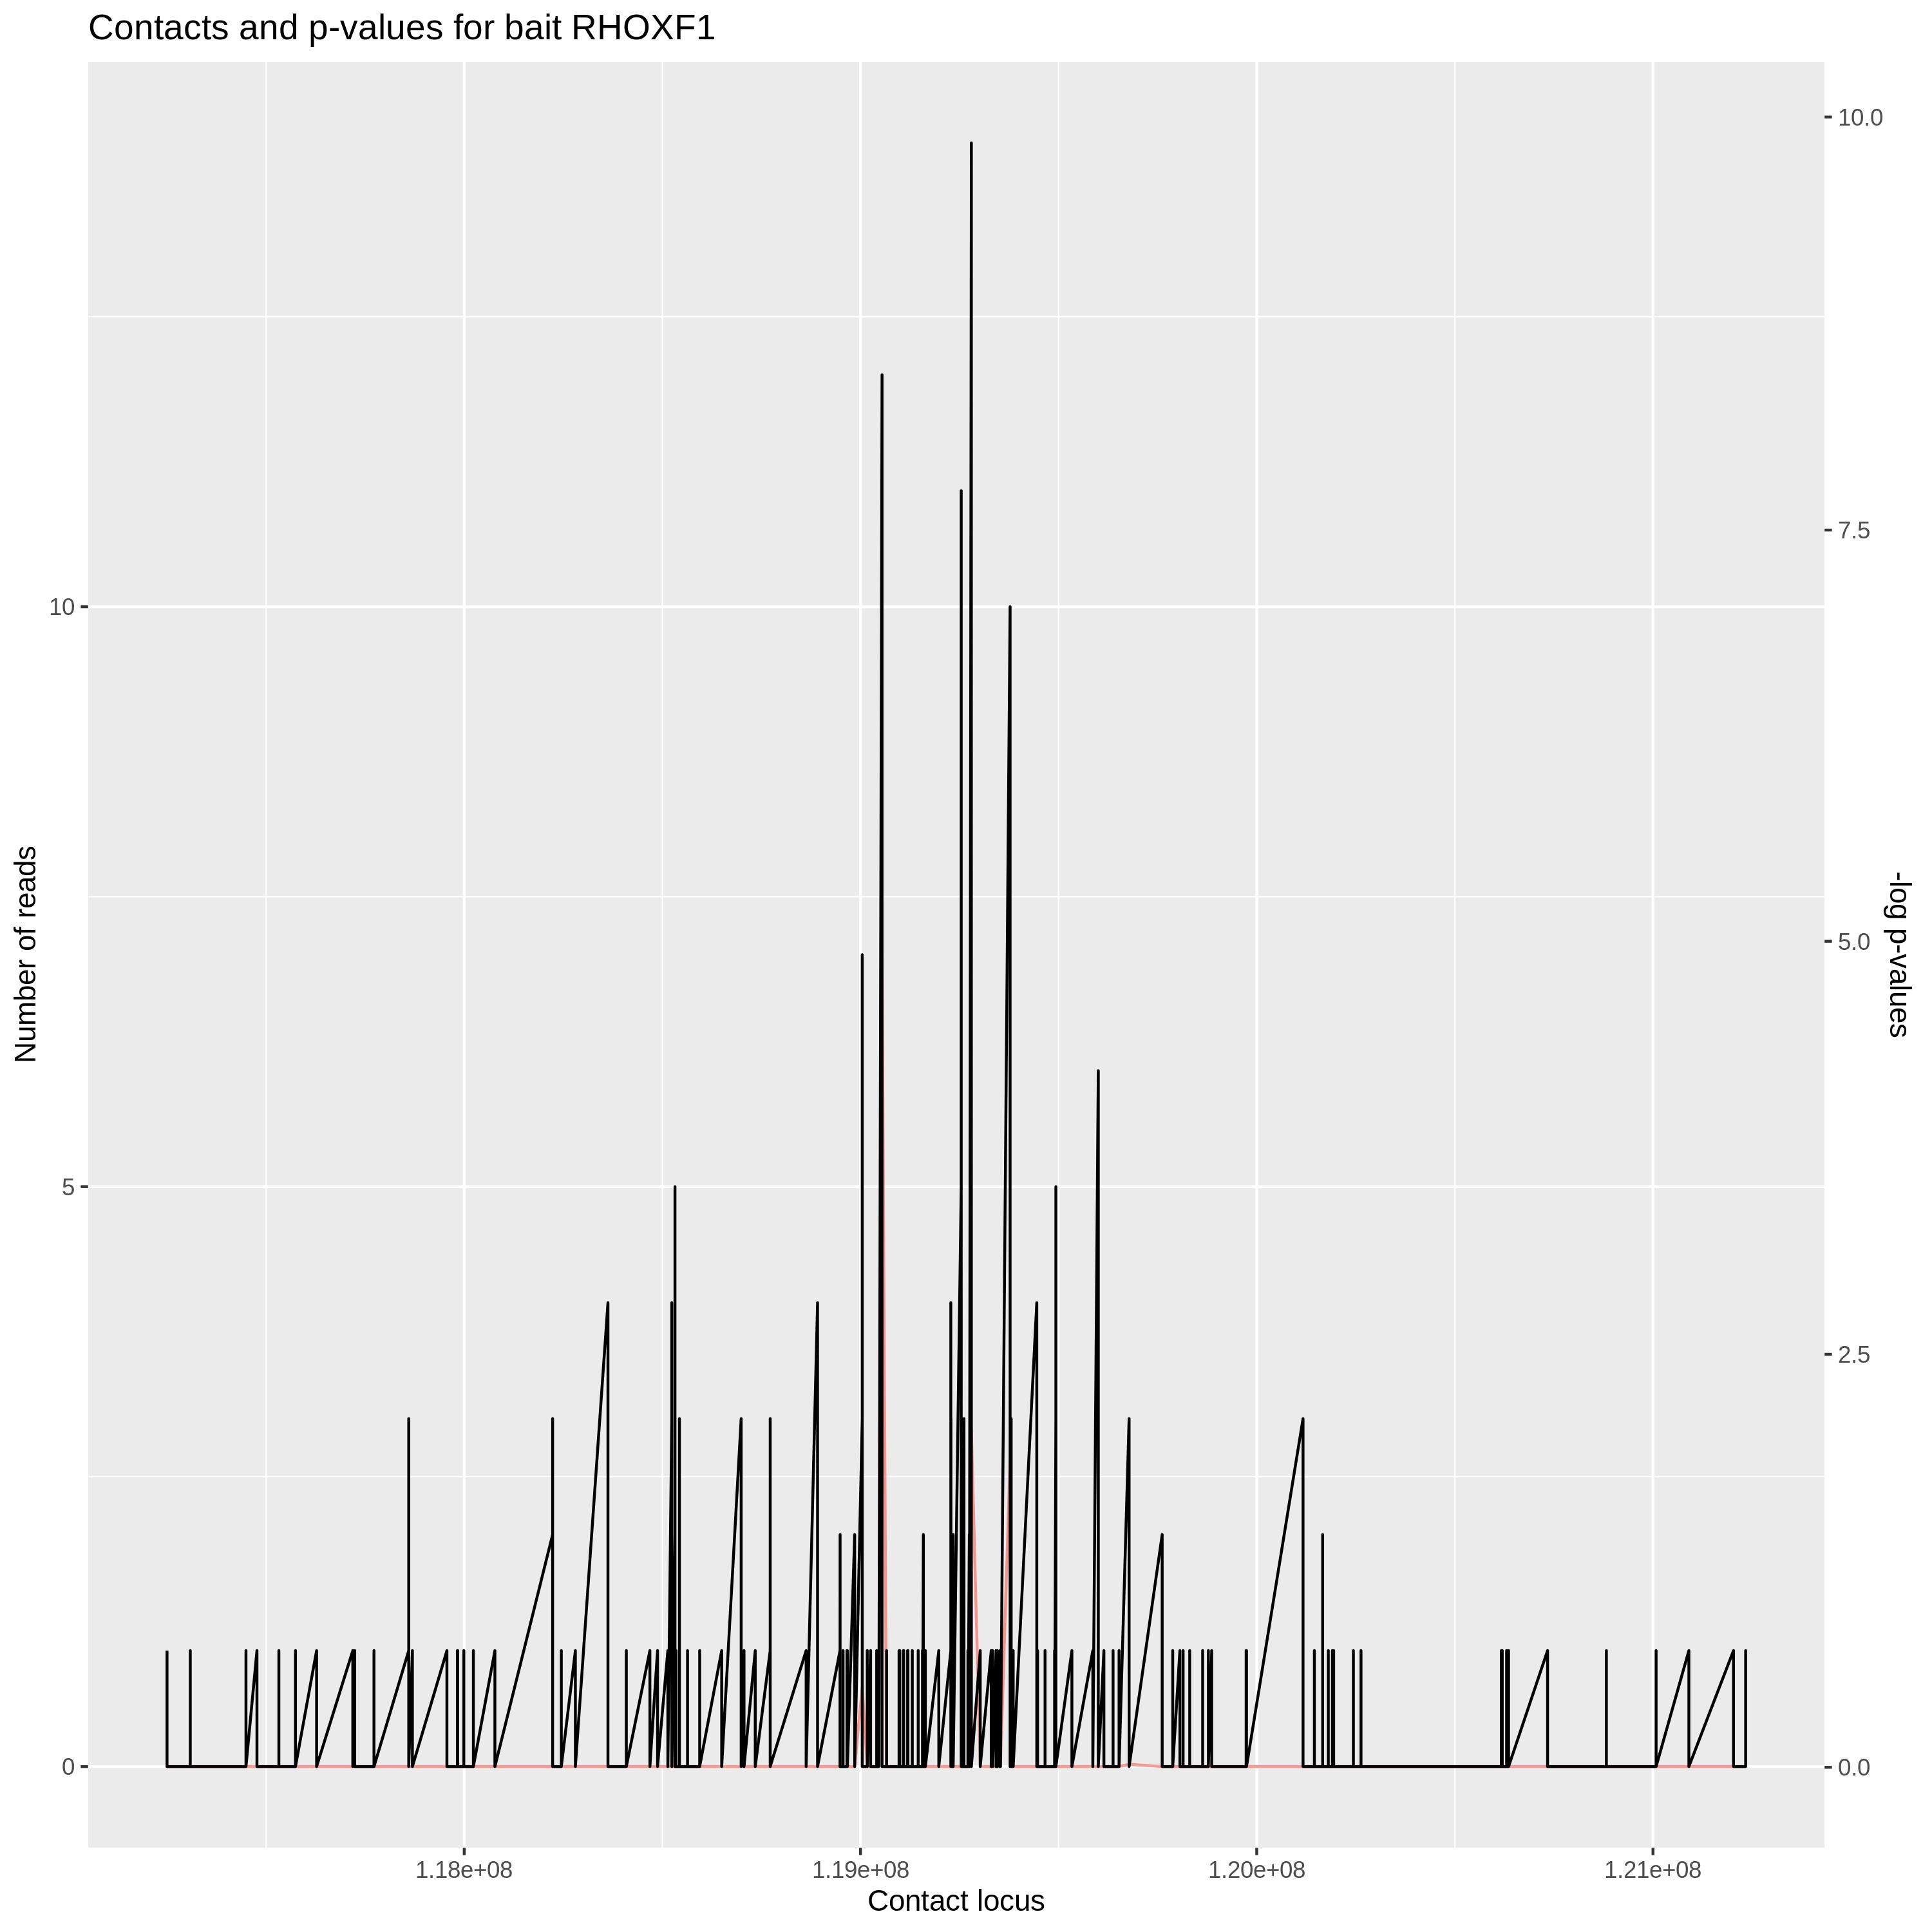 Contacts and p-values for bait RHOXF1
Number of reads
10
5
0
10.0
7.5
5.0
2.5
0.0
-log p-values
1.18e+08
1.19e+08
1.20e+08
1.21e+08
Contact locus